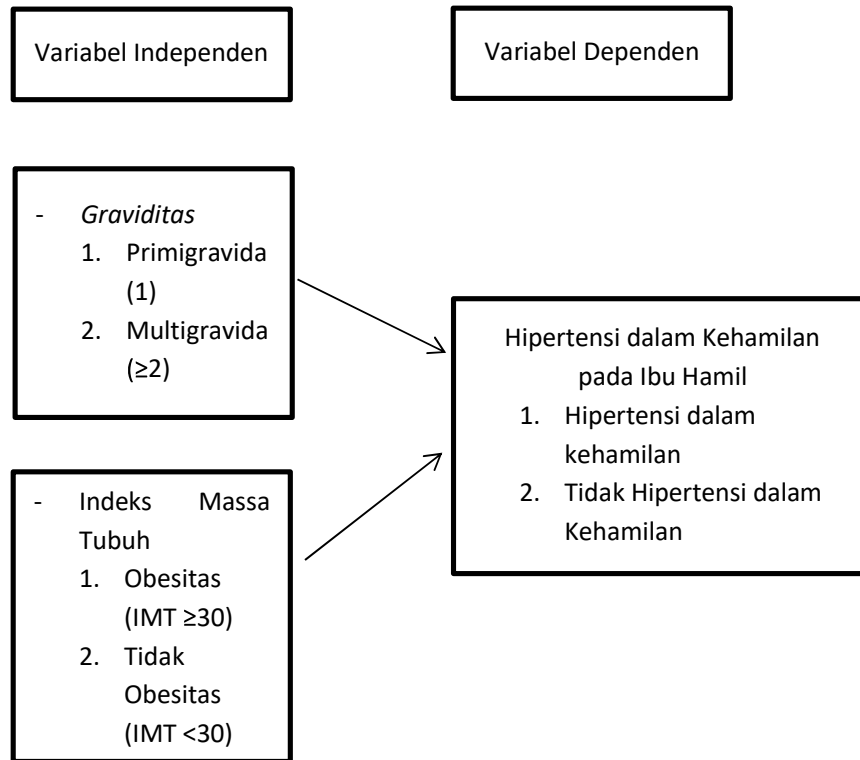 Variabel Independen
Variabel Dependen
- Graviditas
1. Primigravida
(1)
2. Multigravida
(≥2)
Hipertensi dalam Kehamilan
pada Ibu Hamil
1. Hipertensi dalam
kehamilan
2. Tidak Hipertensi dalam
Kehamilan
- Indeks Massa
Tubuh
1. Obesitas
(IMT ≥30)
2. Tidak
Obesitas
(IMT <30)